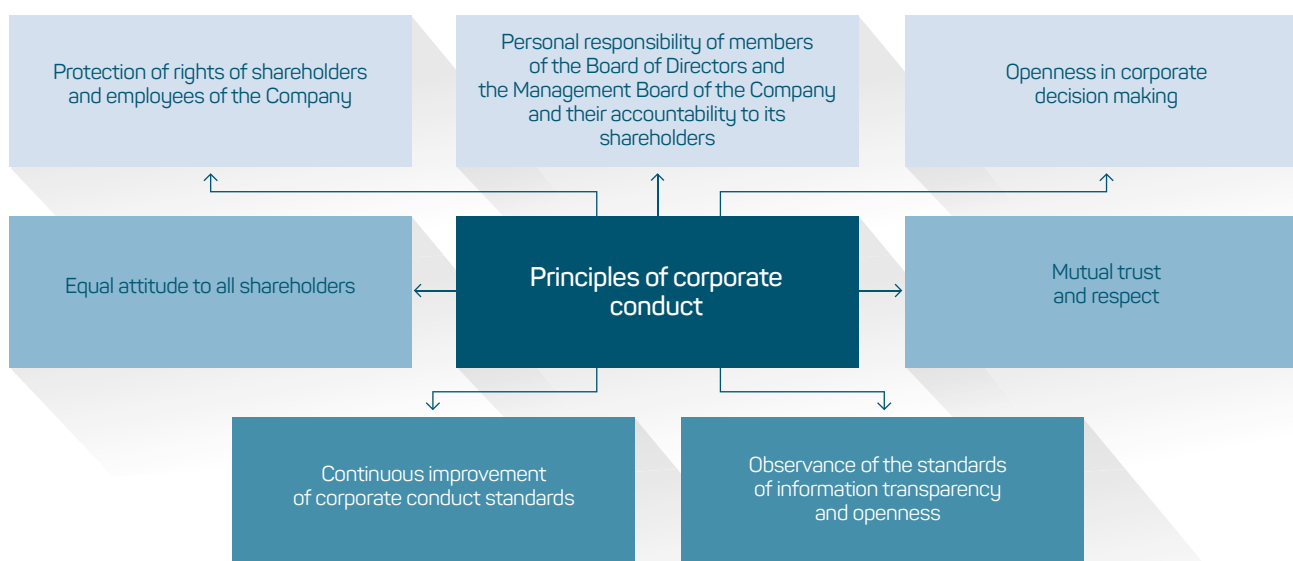 Protection of rights of shareholders
and employees of the Company
Personal responsibility of members
of the Board of Directors and
the Management Board of the Company
and their accountability to its
shareholders
Openness in corporate
decision making
Equal attitude to all shareholders
Principles of corporate
conduct
Mutual trust
and respect
Continuous improvement
of corporate conduct standards
Observance of the standards
of information transparency
and openness